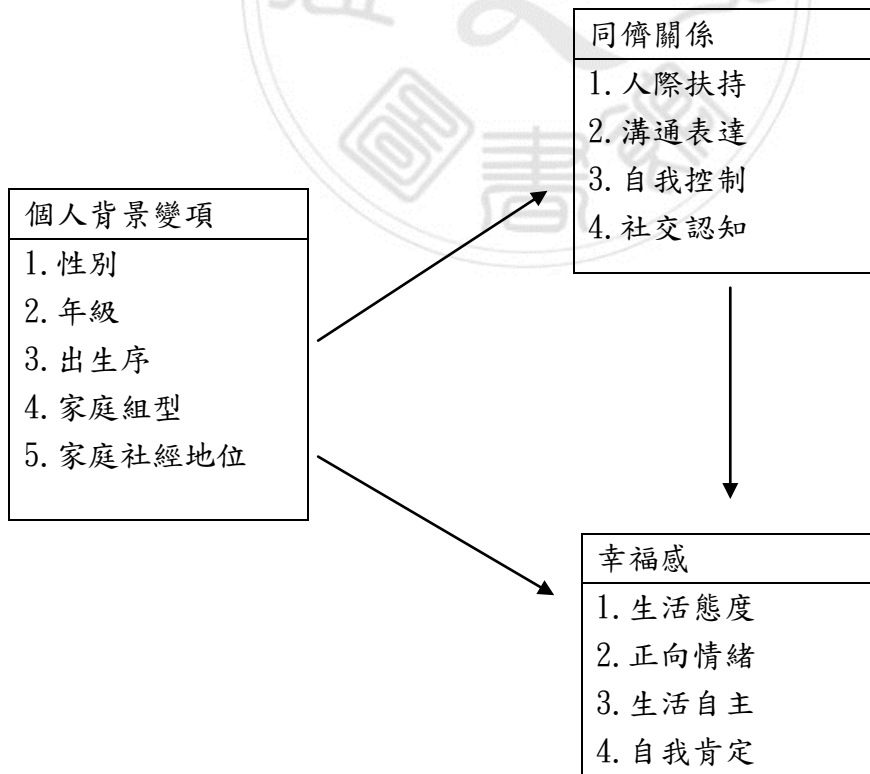 同儕關係
1.人際扶持
2.溝通表達
3.自我控制
4.社交認知
個人背景變項
1.性別
2.年級
3.出生序
4.家庭組型
5.家庭社經地位
幸福感
1.生活態度
2.正向情緒
3.生活自主
4.自我肯定